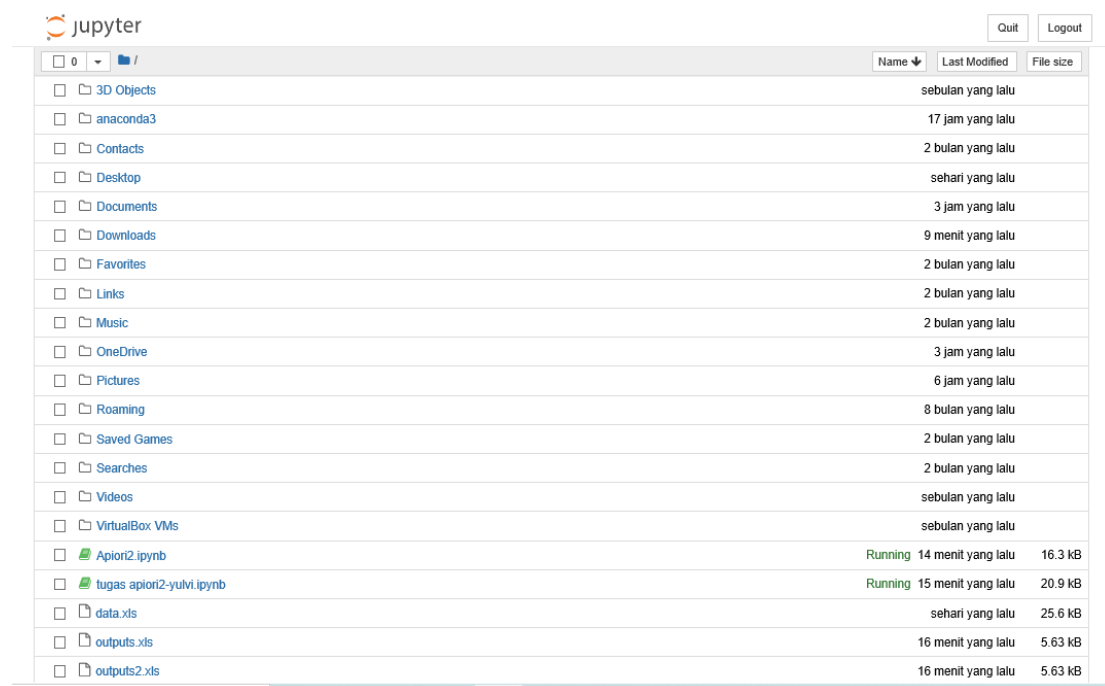 jupyter Quit Logout
0 / Name Last Modified File size
3D Objects sebulan yang lalu
anaconda3 17 jam yang lalu
Contacts 2 bulan yang lalu
Desktop sehari yang lalu
Documents 3 jam yang lalu
Downloads 9 menit yang lalu
Favorites 2 bulan yang lalu
Links 2 bulan yang lalu
Music 2 bulan yang lalu
OneDrive 3 jam yang lalu
Pictures 6 jam yang lalu
Roaming 8 bulan yang lalu
Saved Games 2 bulan yang lalu
Searches 2 bulan yang lalu
Videos sebulan yang lalu
VirtualBox VMs sebulan yang lalu
Apiori2.ipynb Running 14 menit yang lalu 16.3 kB
tugas apiori2-yulvi.ipynb Running 15 menit yang lalu 20.9 kB
data.xls sehari yang lalu 25.6 kB
outputs.xls 16 menit yang lalu 5.63 kB
outputs2.xls 16 menit yang lalu 5.63 kB